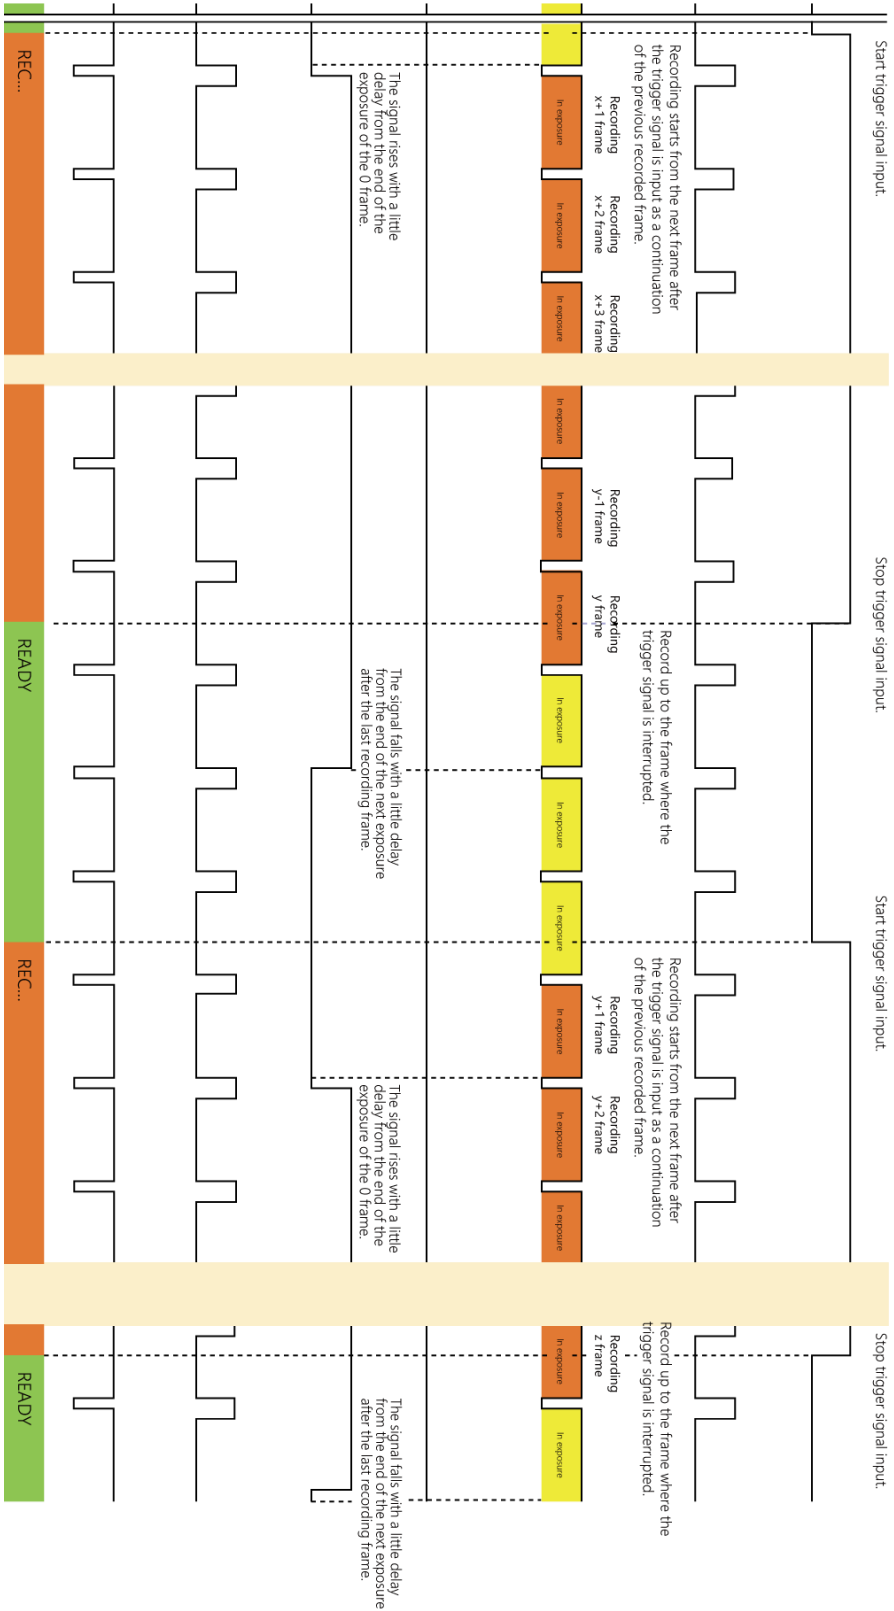 Start trigger signal input.
Stop trigger signal input.
Start trigger signal input.
Stop trigger signal input.
Recording starts from the next frame after
the trigger signal is input as a continuation
of the previous recorded frame.
Record up to the frame where the
trigger signal is interrupted.
Recording starts from the next frame after
the trigger signal is input as a continuation
of the previous recorded frame.
Record up to the frame where the
trigger signal is interrupted.
Recording
x+1 frame
Recording
x+2 frame
Recording
x+3 frame
Recording
y-1 frame
Recording
y frame
Recording
y+1 frame
Recording
y+2 frame
Recording
z frame
In exposure
In exposure
In exposure
In exposure
In exposure
In exposure
In exposure
In exposure
In exposure
In exposure
In exposure
In exposure
In exposure
In exposure
The signal rises with a little
delay from the end of the
exposure of the 0 frame.
The signal falls with a little delay
from the end of the next exposure
after the last recording frame.
The signal rises with a little
delay from the end of the
exposure of the 0 frame.
The signal falls with a little delay
from the end of the next exposure
after the last recording frame.
REC...
READY
REC...
READY